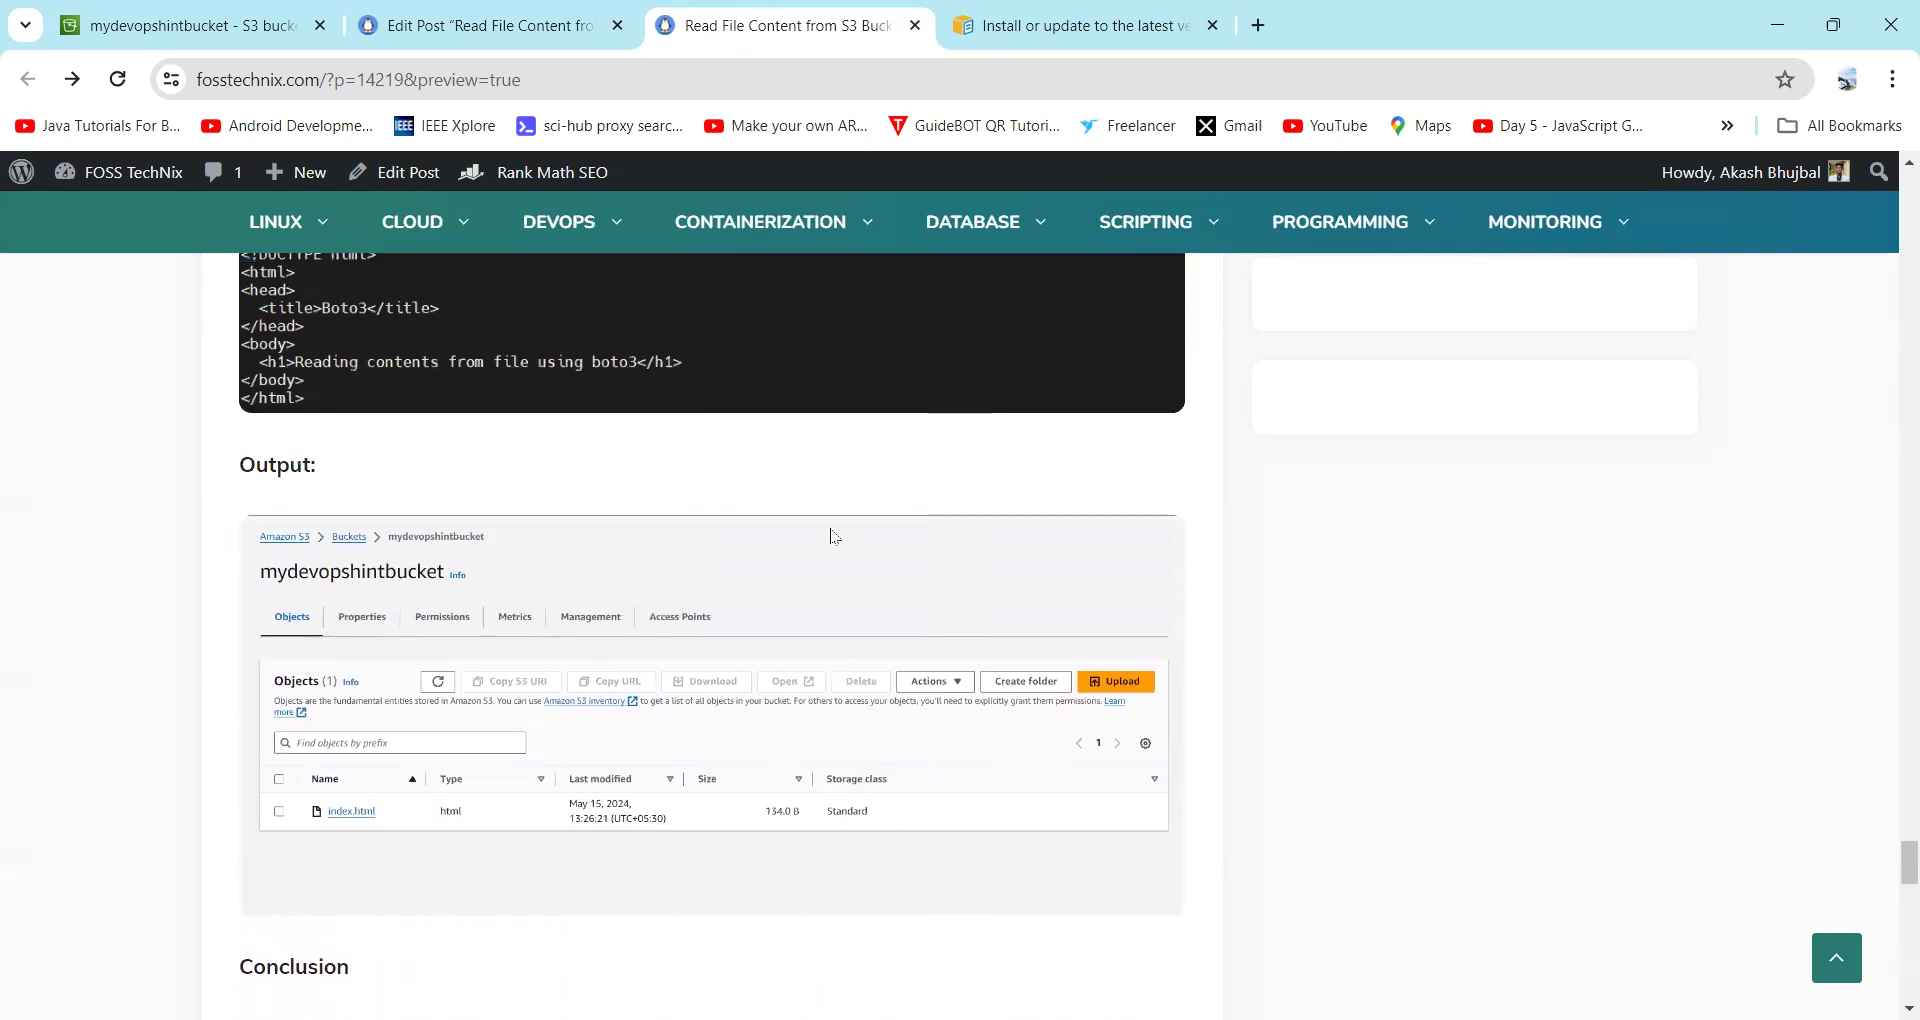 mydevopshintbucket - S3 bucke
Edit Post “Read File Content fro
Read File Content from S3 Buck
Install or update to the latest ve
fosstechnix.com/?p=14219&preview=true
Java Tutorials For B...
Android Developme...
IEEE Xplore
sci-hub proxy searc...
Make your own AR...
GuideBOT QR Tutori...
Freelancer
Gmail
YouTube
Maps
Day 5 - JavaScript G...
All Bookmarks
FOSS TechNix
1
New
Edit Post
Rank Math SEO
Howdy, Akash Bhujbal
LINUX
CLOUD
DEVOPS
CONTAINERIZATION
DATABASE
SCRIPTING
PROGRAMMING
MONITORING
<!DOCTYPE html>
<html>
<head>
<title>Boto3</title>
</head>
<body>
<h1>Reading contents from file using boto3</h1>
</body>
</html>
Output:
Amazon S3 > Buckets > mydevopshintbucket
mydevopshintbucket Info
Objects
Properties
Permissions
Metrics
Management
Access Points
Objects (1) Info
Copy S3 URI
Copy URL
Download
Open
Delete
Actions
Create folder
Upload
Objects are the fundamental entities stored in Amazon S3. You can use Amazon S3 inventory to get a list of all objects in your bucket. For others to access your objects, you'll need to explicitly grant them permissions. Learn
more
Find objects by prefix
1
Name
Type
Last modified
Size
Storage class
index.html
html
May 15, 2024,
13:26:21 (UTC+05:30)
134.0 B
Standard
Conclusion